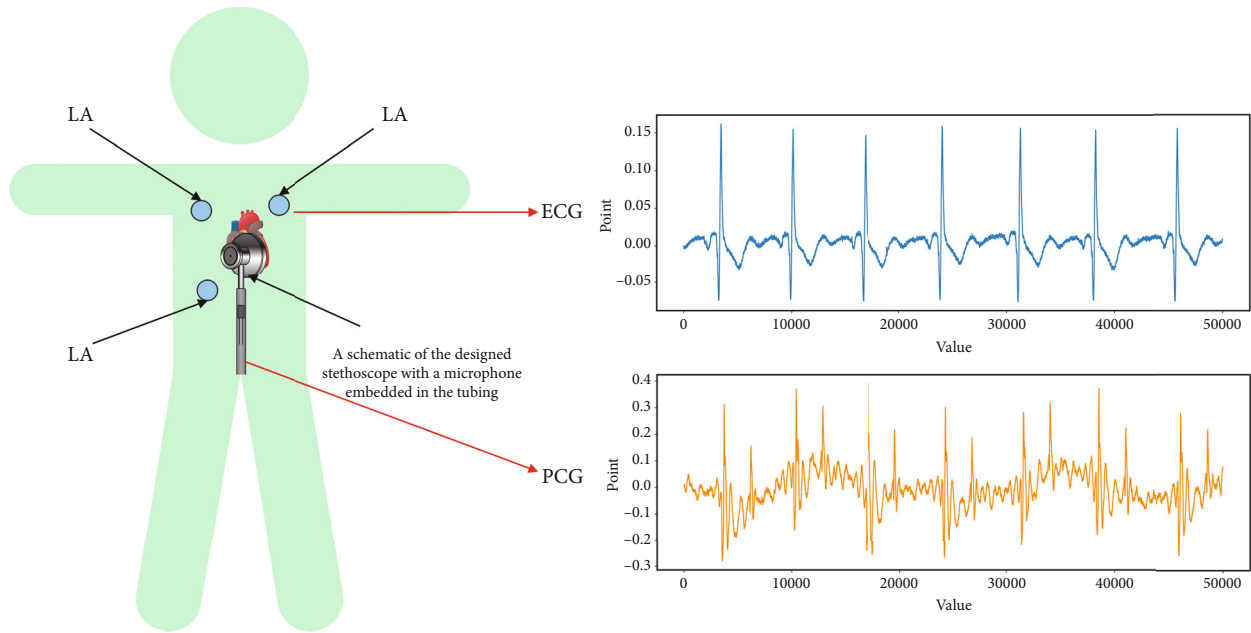 LA
LA
ECG
LA
A schematic of the designed
stethoscope with a microphone
embedded in the tubing
PCG
Point
0.15
0.10
0.05
0.00
−0.05
0
10000
20000
30000
40000
50000
Value
Point
0.4
0.3
0.2
0.1
0.0
−0.1
−0.2
−0.3
0
10000
20000
30000
40000
50000
Value